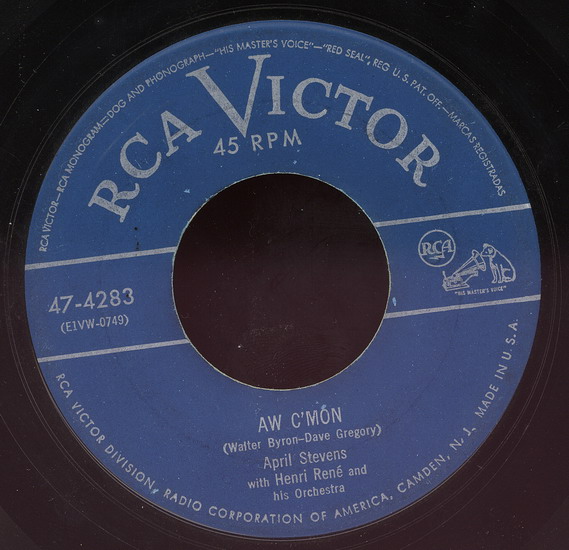 RCA VICTOR—RCA MONOGRAM—DOG AND PHONOGRAPH—"HIS MASTER'S VOICE"—"RED SEAL", REG U.S. PAT. OFF.—MARCAS REGISTRADAS
RCA VICTOR
45 RPM
RCA
"HIS MASTER'S VOICE"
47-4283
(E1VW-0749)
AW C'MON
(Walter Byron-Dave Gregory)
April Stevens
with Henri René and
his Orchestra
RCA VICTOR DIVISION, RADIO CORPORATION OF AMERICA, CAMDEN, N. J. MADE IN U.S.A.